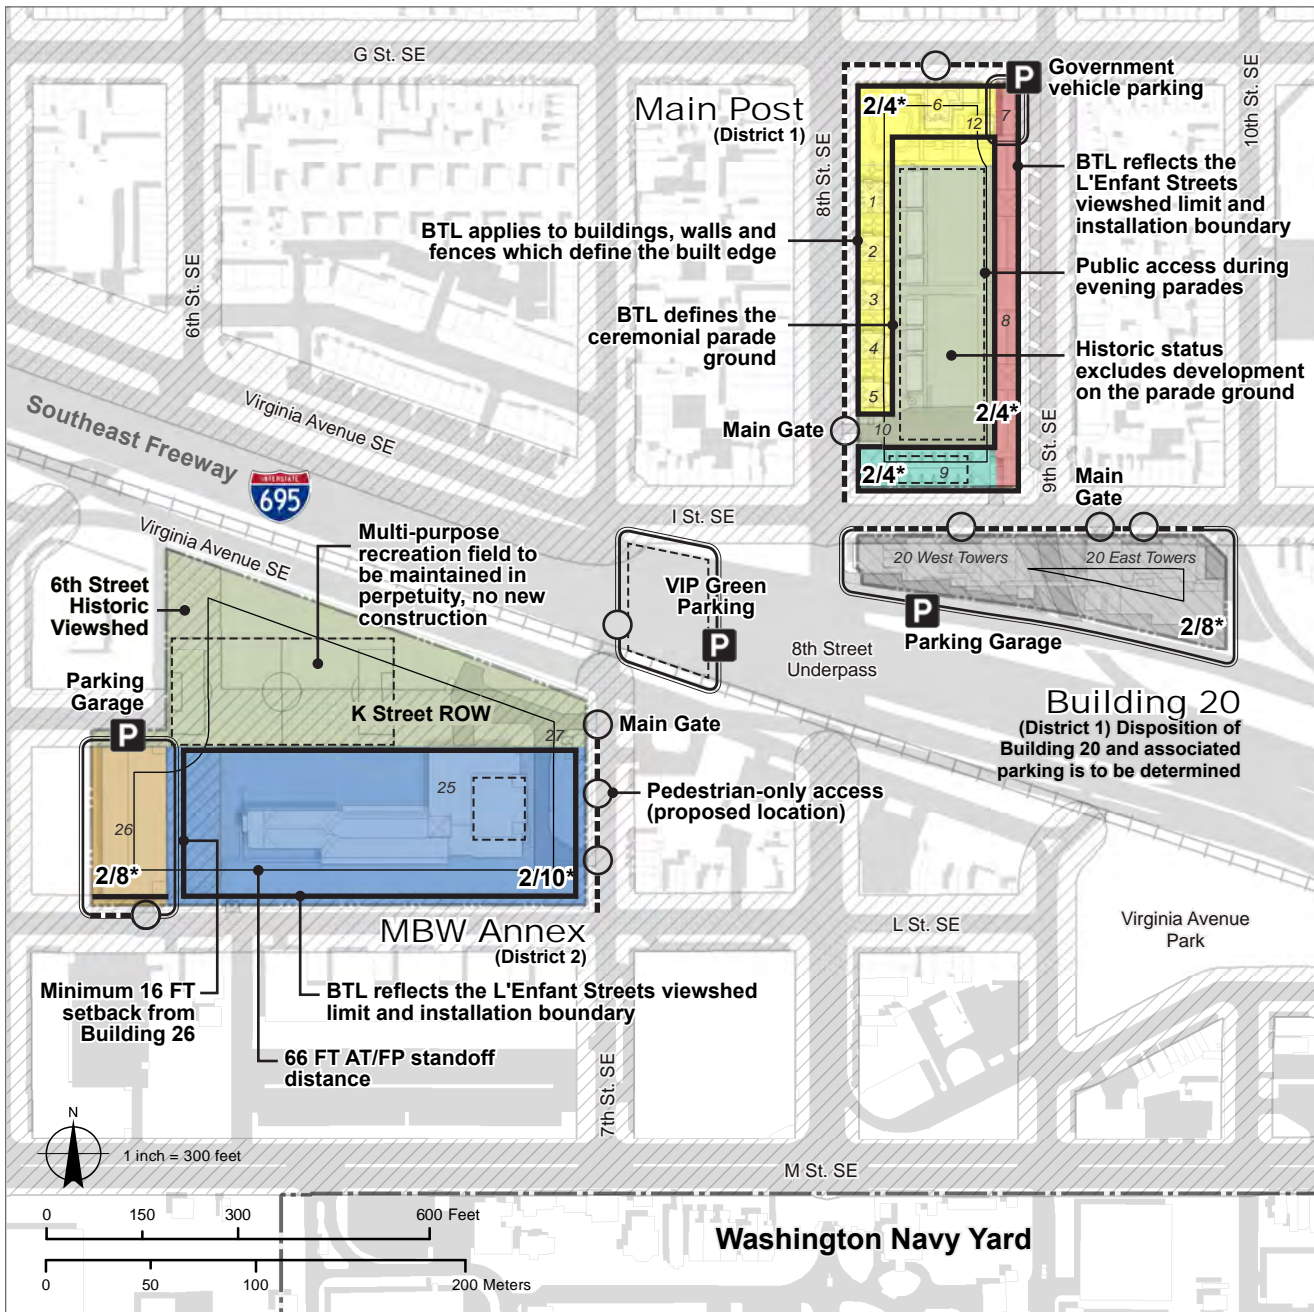 G St. SE
10th St. SE
Main Post
(District 1)
8th St. SE
2/4*
6
12
7
P
Government
vehicle parking
BTL reflects the
L'Enfant Streets
viewshed limit and
installation boundary
BTL applies to buildings, walls and
fences which define the built edge
1
2
3
4
5
8
Public access during
evening parades
BTL defines the
ceremonial parade
ground
Historic status
excludes development
on the parade ground
6th St. SE
Virginia Avenue SE
Southeast Freeway
INTERSTATE
695
Main Gate
10
2/4*
2/4*
9
9th St. SE
Main
Gate
I St. SE
Virginia Avenue SE
Multi-purpose
recreation field to
be maintained in
perpetuity, no new
construction
6th Street
Historic
Viewshed
VIP Green
Parking
P
20 West Towers
20 East Towers
P
Parking Garage
2/8*
8th Street
Underpass
Parking
Garage
P
K Street ROW
27
Main Gate
Building 20
(District 1) Disposition of
Building 20 and associated
parking is to be determined
25
26
Pedestrian-only access
(proposed location)
2/8*
2/10*
MBW Annex
(District 2)
L St. SE
Virginia Avenue
Park
Minimum 16 FT
setback from
Building 26
BTL reflects the L'Enfant Streets viewshed
limit and installation boundary
66 FT AT/FP standoff
distance
7th St. SE
N
1 inch = 300 feet
M St. SE
0 150 300 600 Feet
0 50 100 200 Meters
Washington Navy Yard